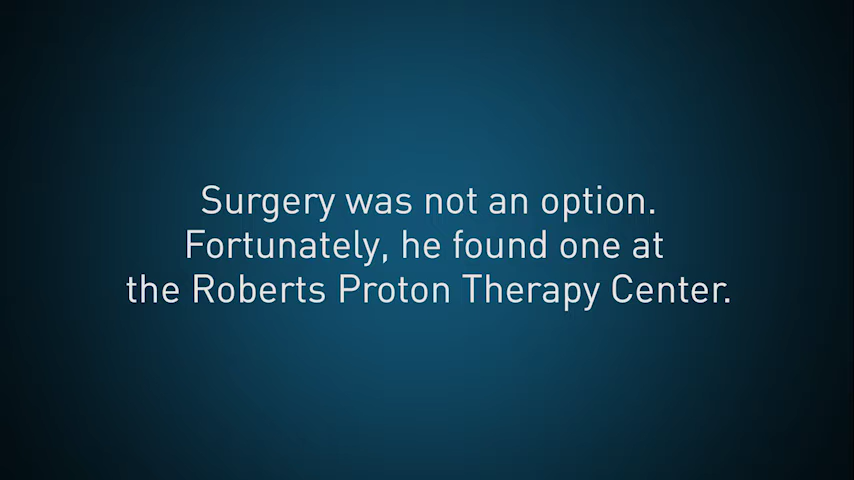 Surgery was not an option.
Fortunately, he found one at
the Roberts Proton Therapy Center.